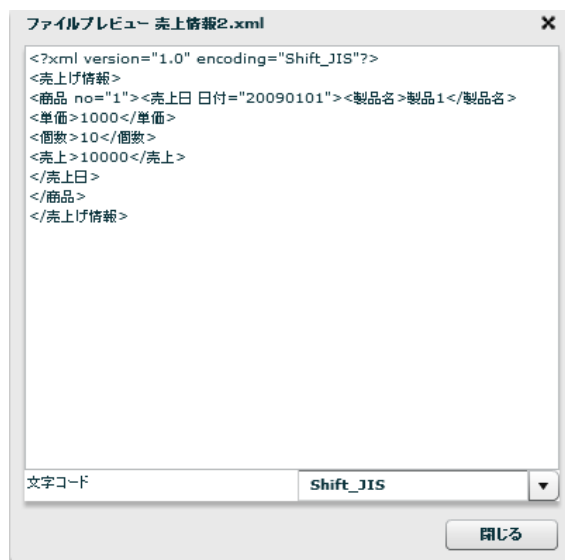 ファイルプレビュー 売上情報2.xml
<?xml version="1.0" encoding="Shift_JIS"?>
<売上げ情報>
<商品 no="1"><売上日 日付="20090101"><製品名>製品1</製品名>
<単価>1000</単価>
<個数>10</個数>
<売上>10000</売上>
</売上日>
</商品>
</売上げ情報>
文字コード Shift_JIS
閉じる